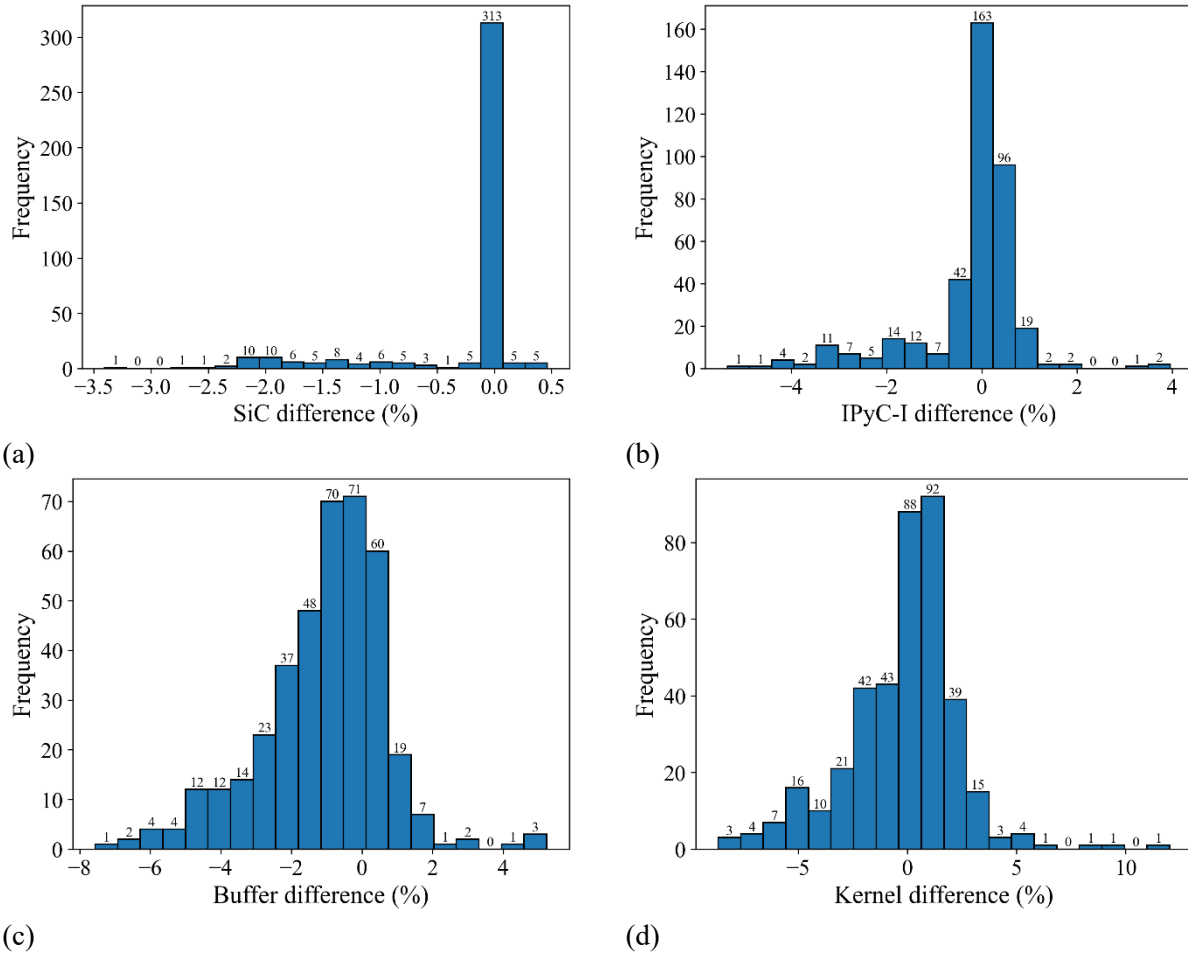 313
300
250
200
150
100
50
0
Frequency
1 0 0 1 1 2 10 10 6 5 8 4 6 5 3 1 5 5 5
−3.5 −3.0 −2.5 −2.0 −1.5 −1.0 −0.5 0.0 0.5
SiC difference (%)
(a)
163
160
140
120
100
80
60
40
20
0
Frequency
96
42
1 1 4 2 11 7 5 14 12 7 19 2 2 0 0 1 2
−4 −2 0 2 4
IPyC-I difference (%)
(b)
70
60
50
40
30
20
10
0
Frequency
1 2 4 4 12 12 14 23 37 48 70 71 60 19 7 1 2 0 1 3
−8 −6 −4 −2 0 2 4
Buffer difference (%)
(c)
80
60
40
20
0
Frequency
3 4 7 16 10 21 42 43 88 92 39 15 3 4 1 0 1 1 0 1
−5 0 5 10
Kernel difference (%)
(d)